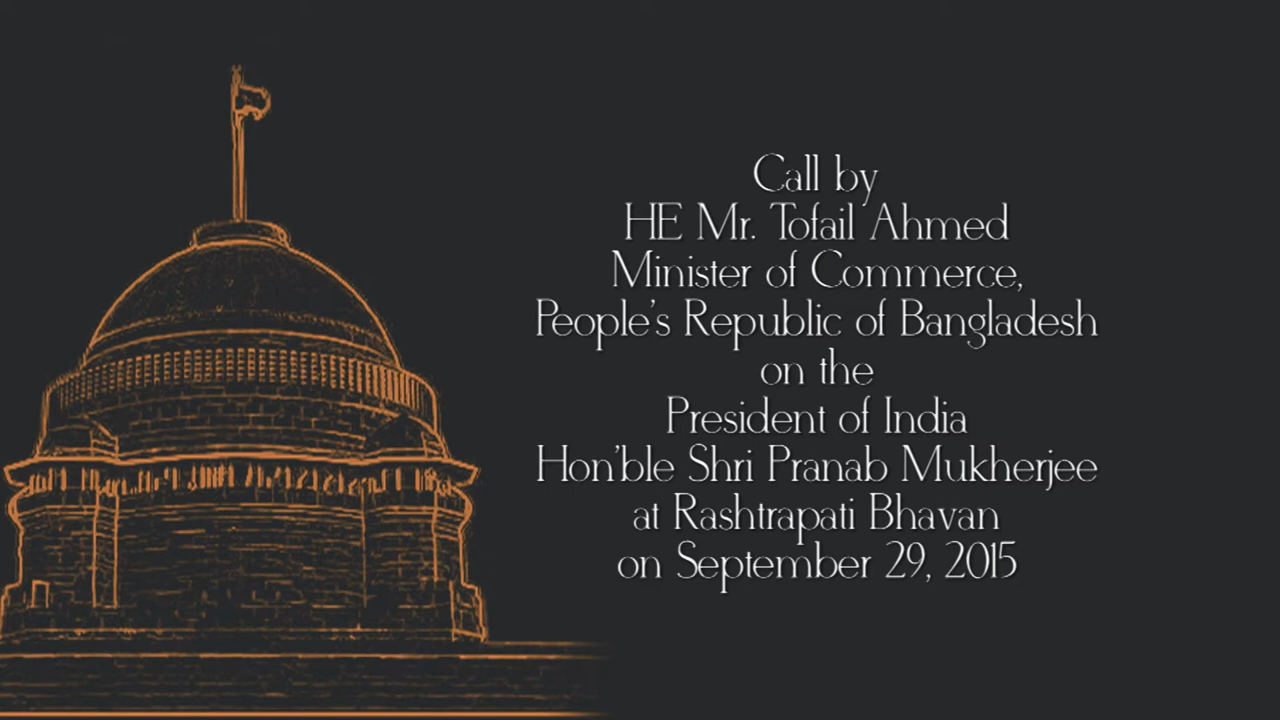 Call by
HE Mr. Tofail Ahmed
Minister of Commerce,
People's Republic of Bangladesh
on the
President of India
Hon'ble Shri Pranab Mukherjee
at Rashtrapati Bhavan
on September 29, 2015